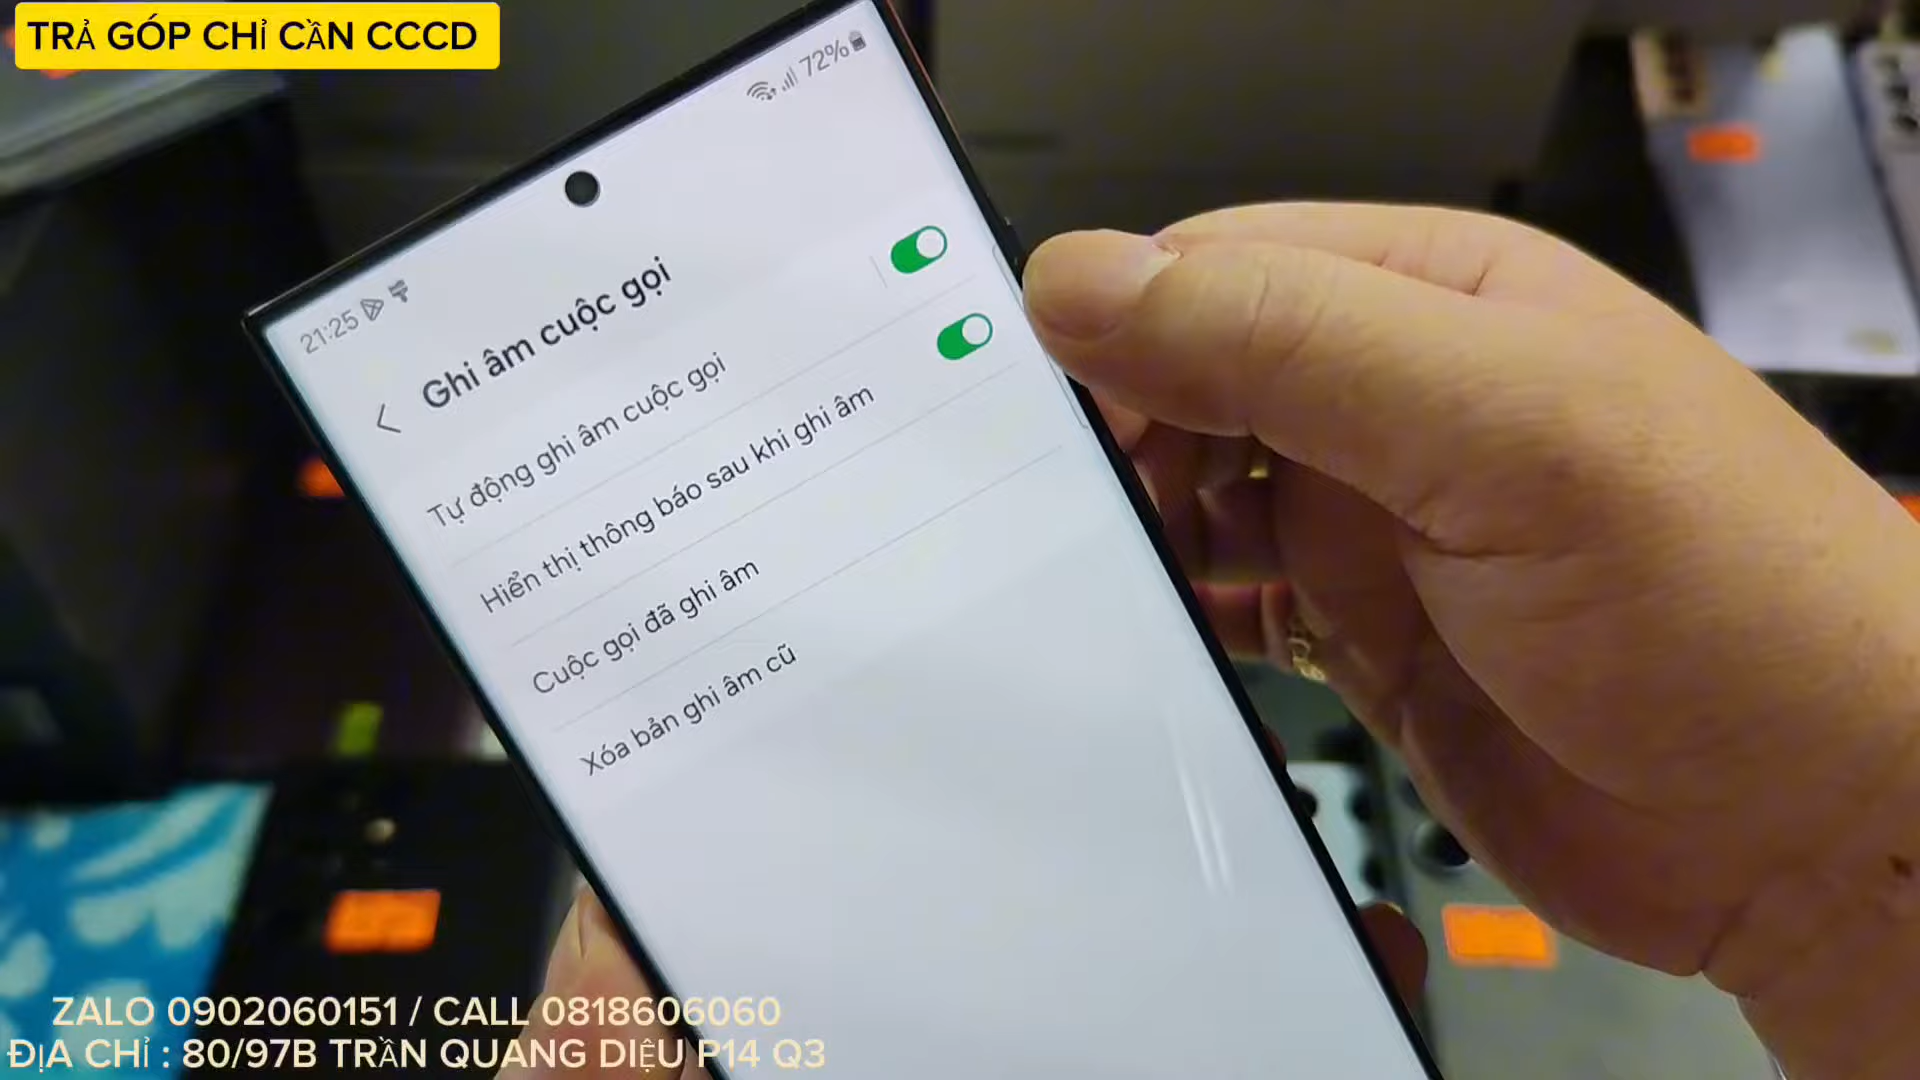 TRẢ GÓP CHỈ CẦN CCCD
72%
21:25
Ghi âm cuộc gọi
Tự động ghi âm cuộc gọi
Hiển thị thông báo sau khi ghi âm
Cuộc gọi đã ghi âm
Xóa bản ghi âm cũ
ZALO 0902060151 / CALL 0818606060
ĐỊA CHỈ : 80/97B TRẦN QUANG DIỆU P14 Q3